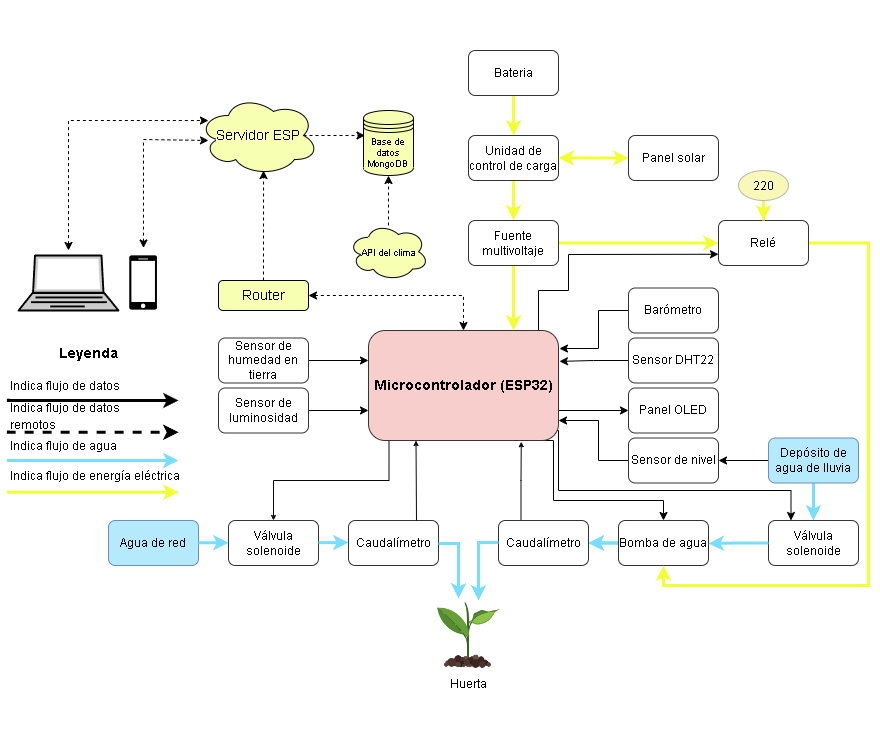 Bateria
Unidad de
control de carga
Panel solar
Servidor ESP
Base de
datos
MongoDB
220
Fuente
multivoltaje
Relé
API del clima
Router
Barómetro
Leyenda
Sensor de
humedad en
tierra
Sensor DHT22
Microcontrolador (ESP32)
Indica flujo de datos
Indica flujo de datos
remotos
Sensor de
luminosidad
Panel OLED
Indica flujo de agua
Sensor de nivel
Depósito de
agua de lluvia
Indica flujo de energía eléctrica
Agua de red
Válvula
solenoide
Caudalímetro
Caudalímetro
Bomba de agua
Válvula
solenoide
Huerta